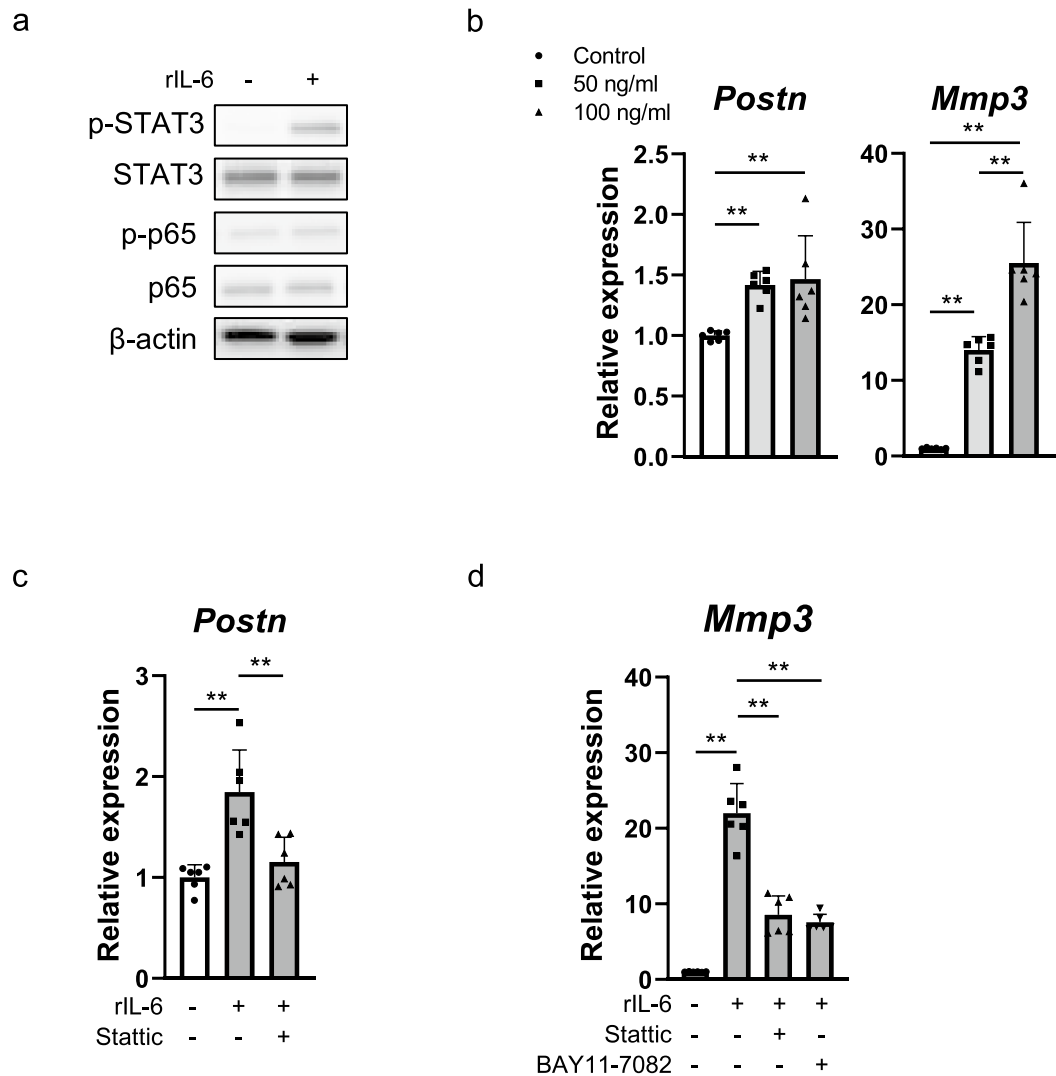 a
rIL-6 - +
p-STAT3
STAT3
p-p65
p65
β-actin
b
Control
50 ng/ml
100 ng/ml
Postn
Relative expression
2.5
2.0
1.5
1.0
0.5
0.0
**
**
Mmp3
40
30
20
10
0
**
**
**
c
Postn
Relative expression
3
2
1
0
**
**
rIL-6 - + +
Stattic - - +
d
Mmp3
Relative expression
40
30
20
10
0
**
**
**
rIL-6 - + + +
Stattic - - + -
BAY11-7082 - - - +